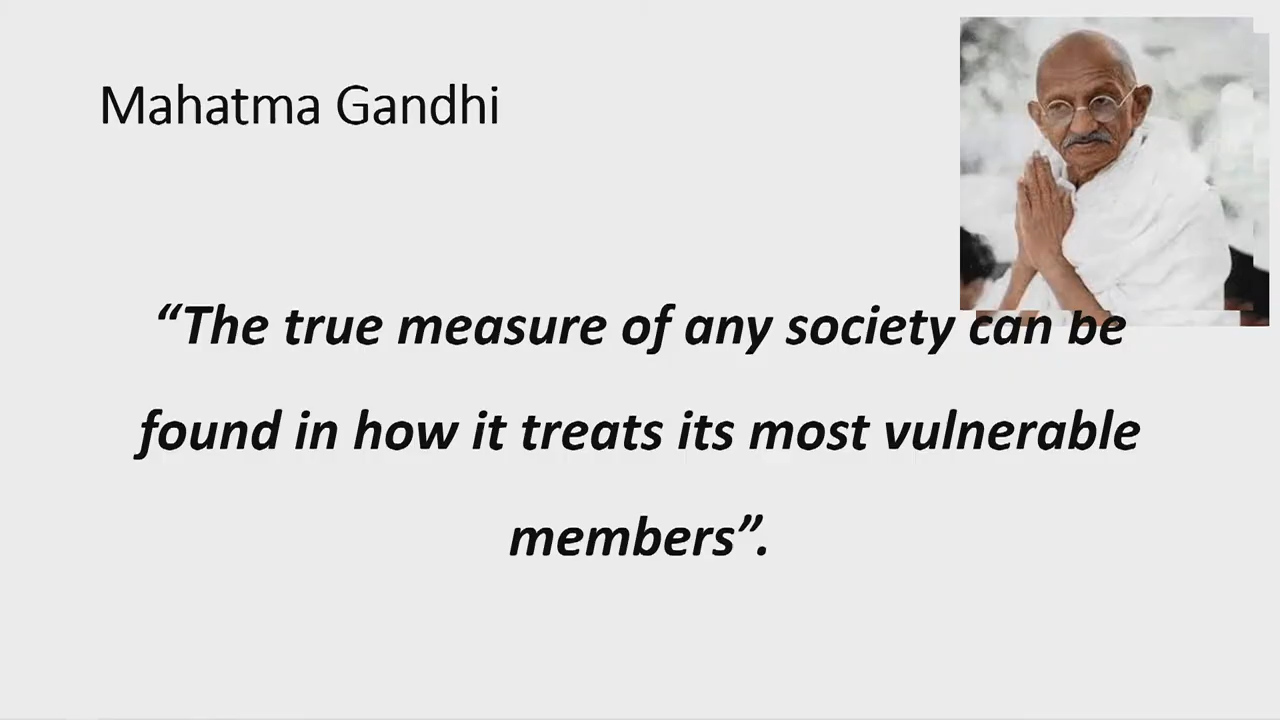 Mahatma Gandhi
“The true measure of any society can be
found in how it treats its most vulnerable
members”.